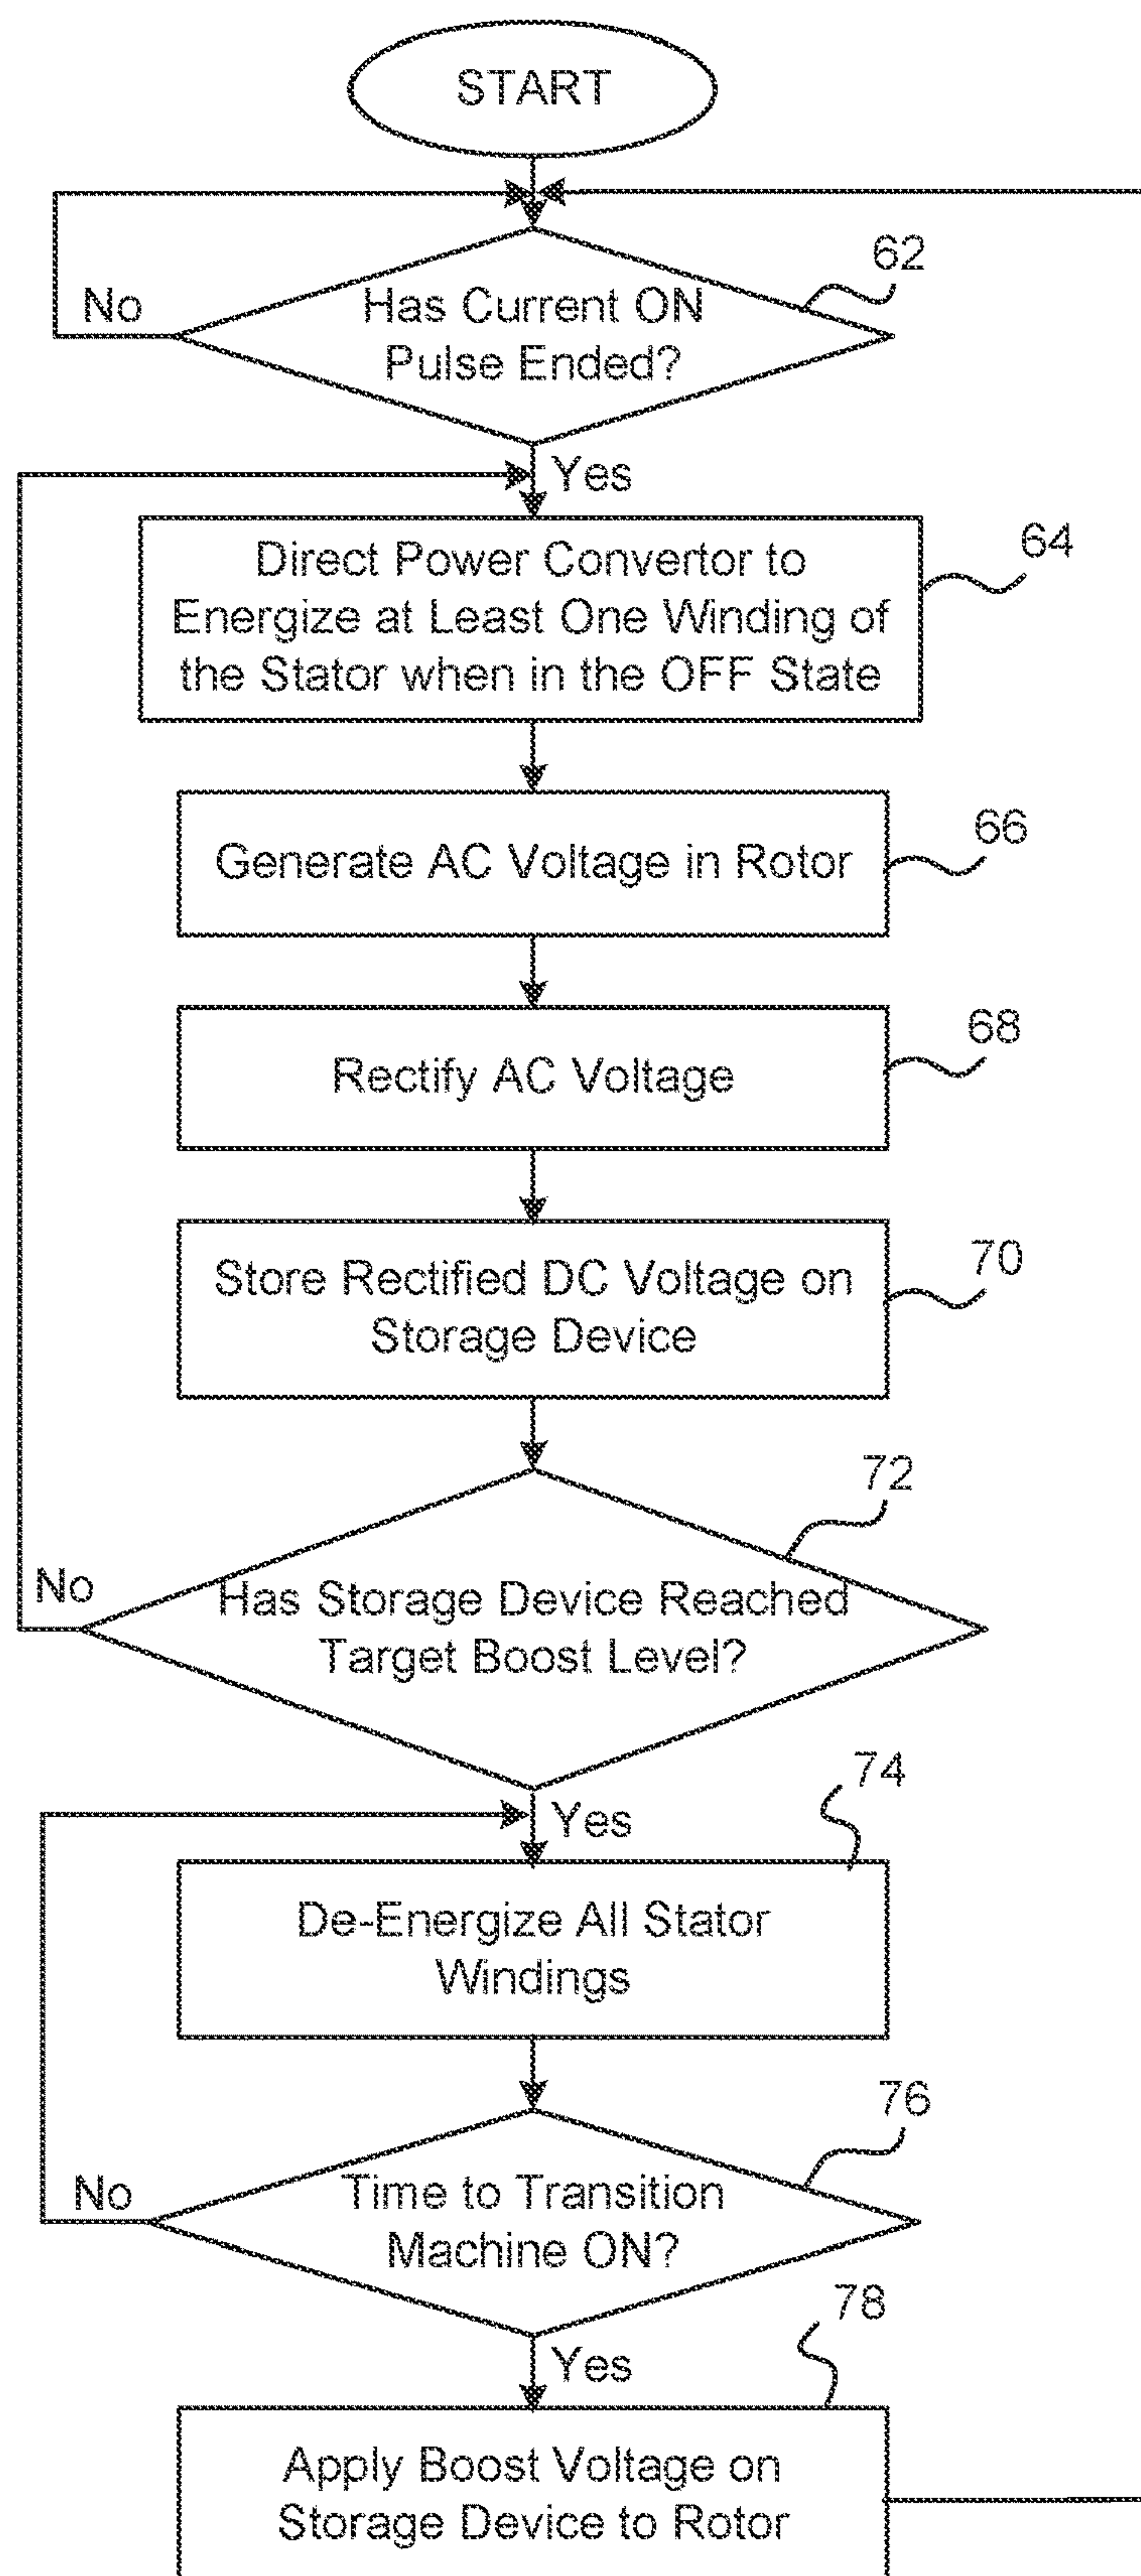 START
62
No
Has Current ON
Pulse Ended?
Yes
64
Direct Power Convertor to
Energize at Least One Winding of
the Stator when in the OFF State
66
Generate AC Voltage in Rotor
68
Rectify AC Voltage
70
Store Rectified DC Voltage on
Storage Device
72
No
Has Storage Device Reached
Target Boost Level?
74
Yes
De-Energize All Stator
Windings
76
No
Time to Transition
Machine ON?
78
Yes
Apply Boost Voltage on
Storage Device to Rotor